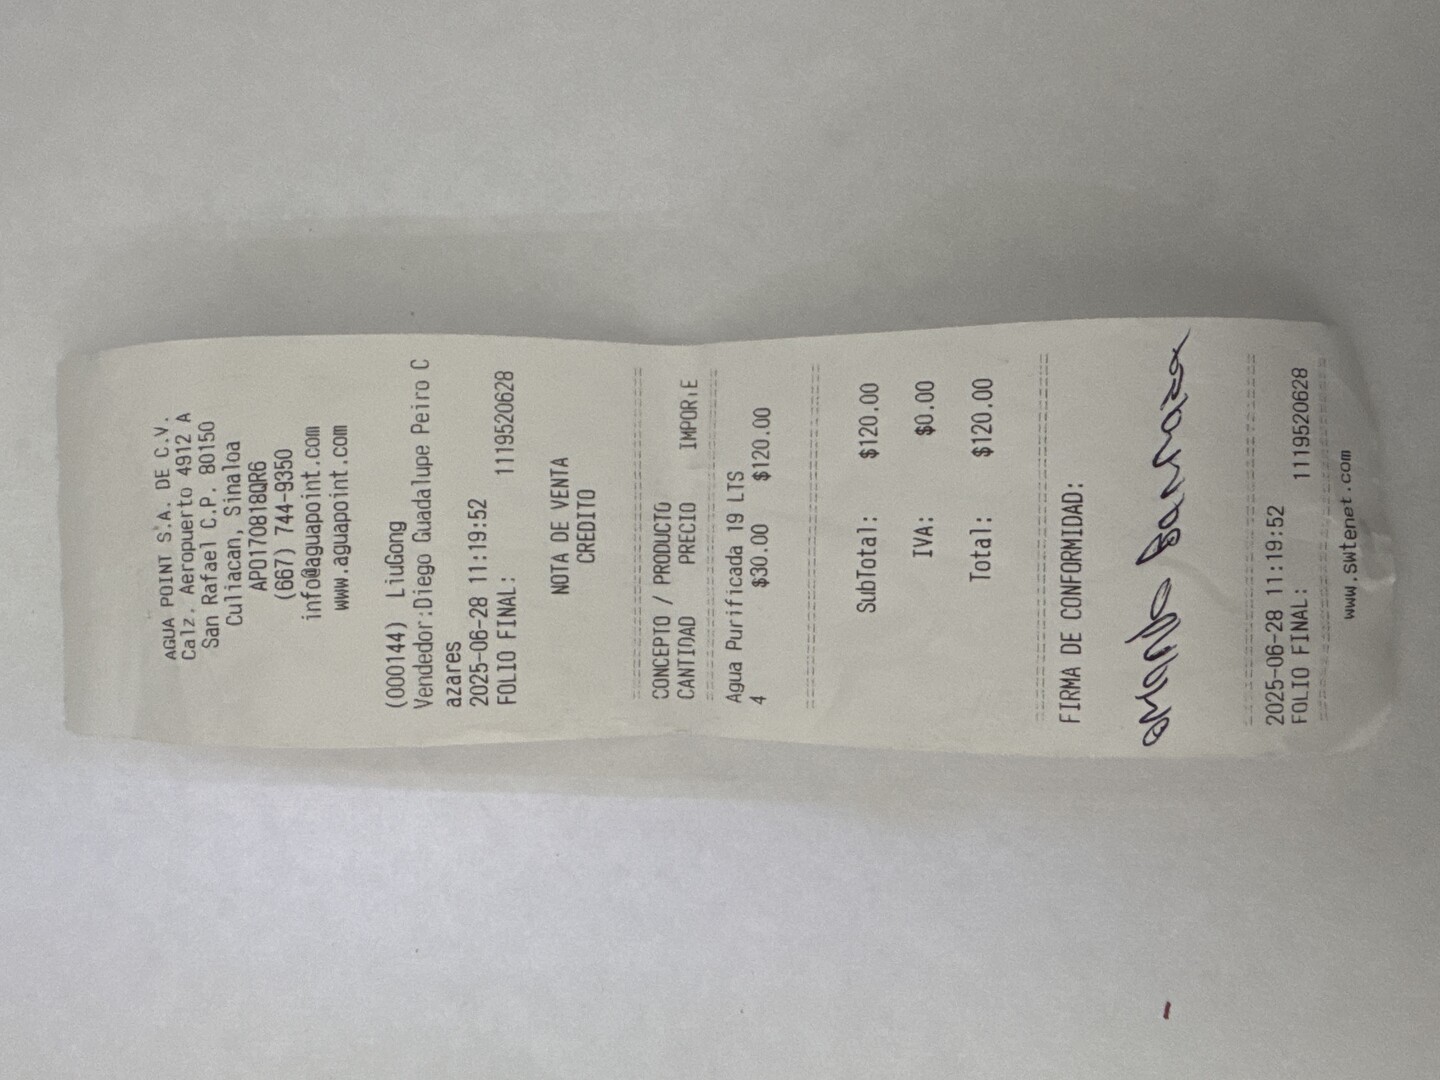 AGUA POINT S.A. DE C.V.
Calz. Aeropuerto 4912 A
San Rafael C.P. 80150
Culiacan, Sinaloa
APO170818QR6
(667) 744-9350
info@aguapoint.com
www.aguapoint.com
(000144) LiuGong
Vendedor:Diego Guadalupe Peiro C
azares
2025-06-28 11:19:52
FOLIO FINAL: 1119520628
NOTA DE VENTA
CREDITO
CONCEPTO / PRODUCTO
CANTIDAD PRECIO IMPORTE
Agua Purificada 19 LTS
4 $30.00 $120.00
SubTotal: $120.00
IVA: $0.00
Total: $120.00
FIRMA DE CONFORMIDAD:
Barraza
2025-06-28 11:19:52
FOLIO FINAL: 1119520628
www.swtenet.com